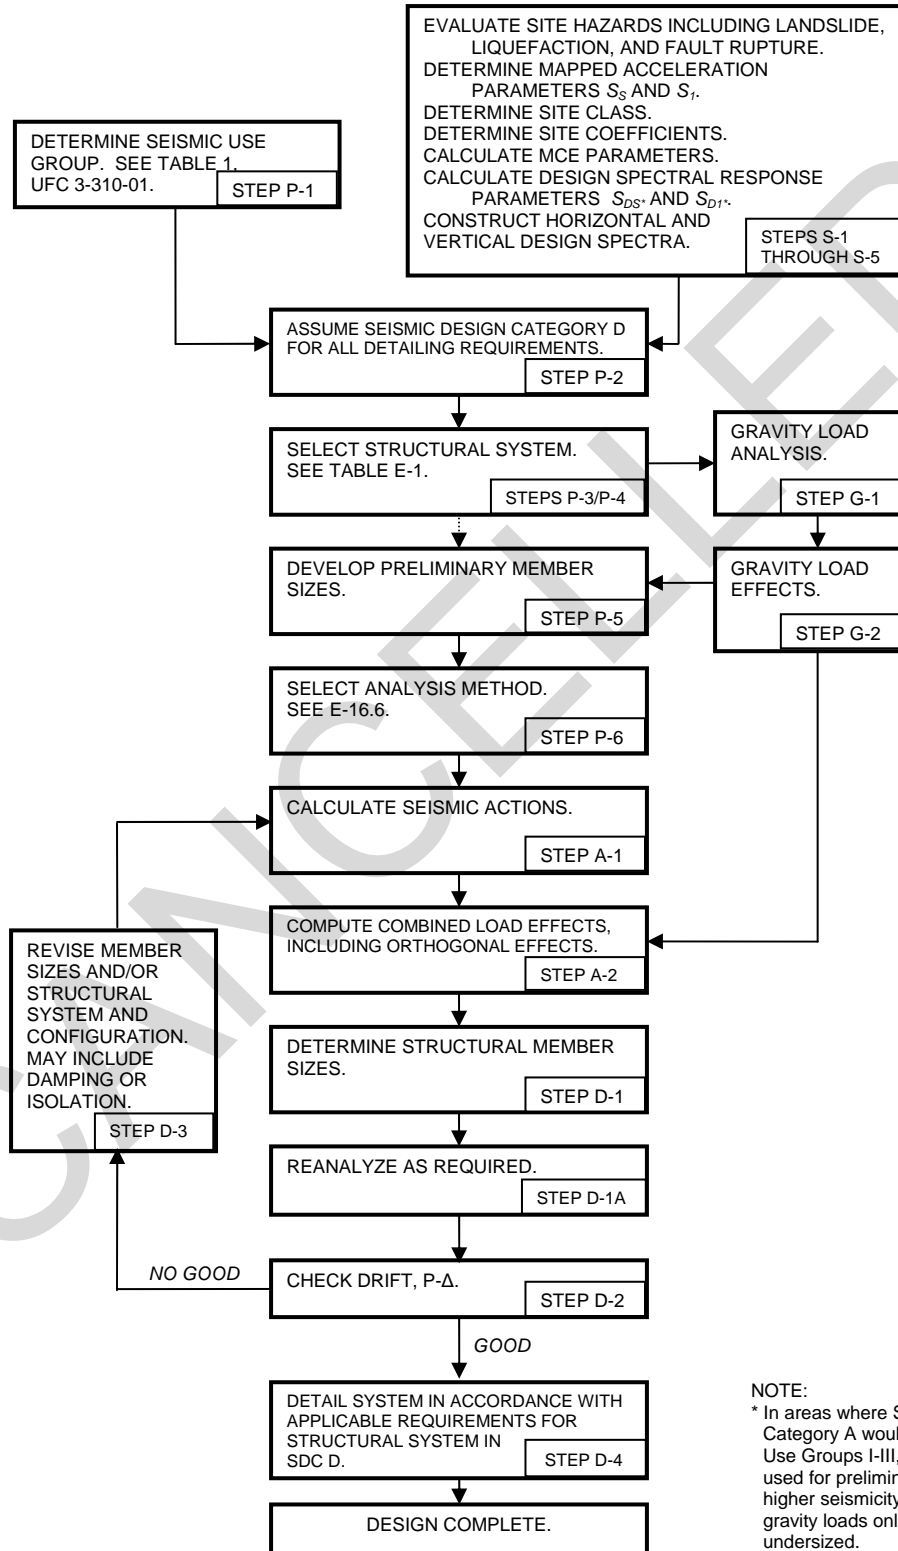 EVALUATE SITE HAZARDS INCLUDING LANDSLIDE,
LIQUEFACTION, AND FAULT RUPTURE.
DETERMINE MAPPED ACCELERATION
PARAMETERS SS AND S1.
DETERMINE SITE CLASS.
DETERMINE SITE COEFFICIENTS.
CALCULATE MCE PARAMETERS.
CALCULATE DESIGN SPECTRAL RESPONSE
PARAMETERS SDS* AND SD1*.
CONSTRUCT HORIZONTAL AND
VERTICAL DESIGN SPECTRA.
STEPS S-1
THROUGH S-5
DETERMINE SEISMIC USE
GROUP. SEE TABLE 1,
UFC 3-310-01.
STEP P-1
ASSUME SEISMIC DESIGN CATEGORY D
FOR ALL DETAILING REQUIREMENTS.
STEP P-2
SELECT STRUCTURAL SYSTEM.
SEE TABLE E-1.
STEPS P-3/P-4
GRAVITY LOAD
ANALYSIS.
STEP G-1
DEVELOP PRELIMINARY MEMBER
SIZES.
STEP P-5
GRAVITY LOAD
EFFECTS.
STEP G-2
SELECT ANALYSIS METHOD.
SEE E-16.6.
STEP P-6
CALCULATE SEISMIC ACTIONS.
STEP A-1
COMPUTE COMBINED LOAD EFFECTS,
INCLUDING ORTHOGONAL EFFECTS.
STEP A-2
REVISE MEMBER
SIZES AND/OR
STRUCTURAL
SYSTEM AND
CONFIGURATION.
MAY INCLUDE
DAMPING OR
ISOLATION.
STEP D-3
DETERMINE STRUCTURAL MEMBER
SIZES.
STEP D-1
REANALYZE AS REQUIRED.
STEP D-1A
NO GOOD
CHECK DRIFT, P-Δ.
STEP D-2
GOOD
DETAIL SYSTEM IN ACCORDANCE WITH
APPLICABLE REQUIREMENTS FOR
STRUCTURAL SYSTEM IN
SDC D.
STEP D-4
DESIGN COMPLETE.
NOTE:
* In areas where
Category A
Use Groups I-III,
used for
higher seismicity
gravity loads
undersized.
CANCELLED